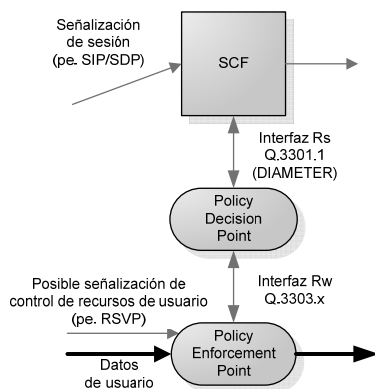 Señalización
de sesión
(pe. SIP/SDP)
SCF
Interfaz Rs
Q.3301.1
(DIAMETER)
Policy
Decision
Point
Posible señalización de
control de recursos de usuario
(pe. RSVP)
Interfaz Rw
Q.3303.x
Datos
de usuario
Policy
Enforcement
Point